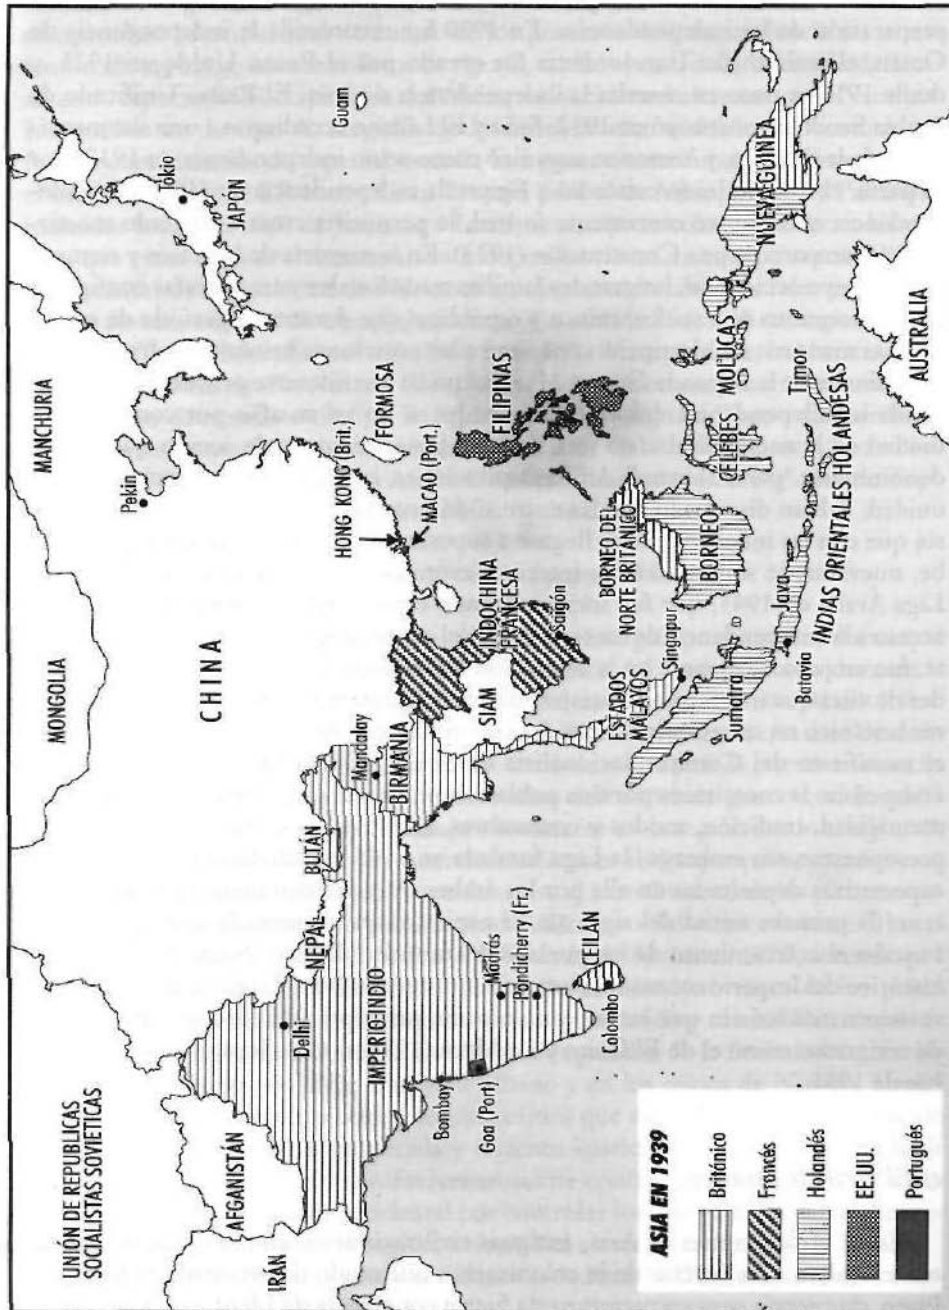 UNIÓN DE REPÚBLICAS
SOCIALISTAS SOVIÉTICAS
MONGOLIA
MANCHURIA
IRÁN
AFGANISTÁN
NEPAL
BUTÁN
CHINA
Pekín
JAPÓN
Tokio
Delhi
IMPERIO INDIO
Bombay
Goa (Port)
Madrás
Pondicherry (Fr.)
CEILÁN
Colombo
BIRMANIA
Mandalay
SIAM
INDOCHINA
FRANCESA
Saigón
HONG KONG (Brit.)
MACAO (Port.)
FORMOSA
FILIPINAS
Guam
ESTADOS
MALAYOS
Singapu
Sumatra
BORNEO DEL
NORTE BRITÁNICO
BORNEO
CÉLEBRES
MOLUCAS
NUEVA GUINEA
Batavia
Java
INDIAS ORIENTALES HOLANDESAS
Timor
AUSTRALIA
ASIA EN 1939
Británico
Francés
Holandés
EE.UU.
Portugués